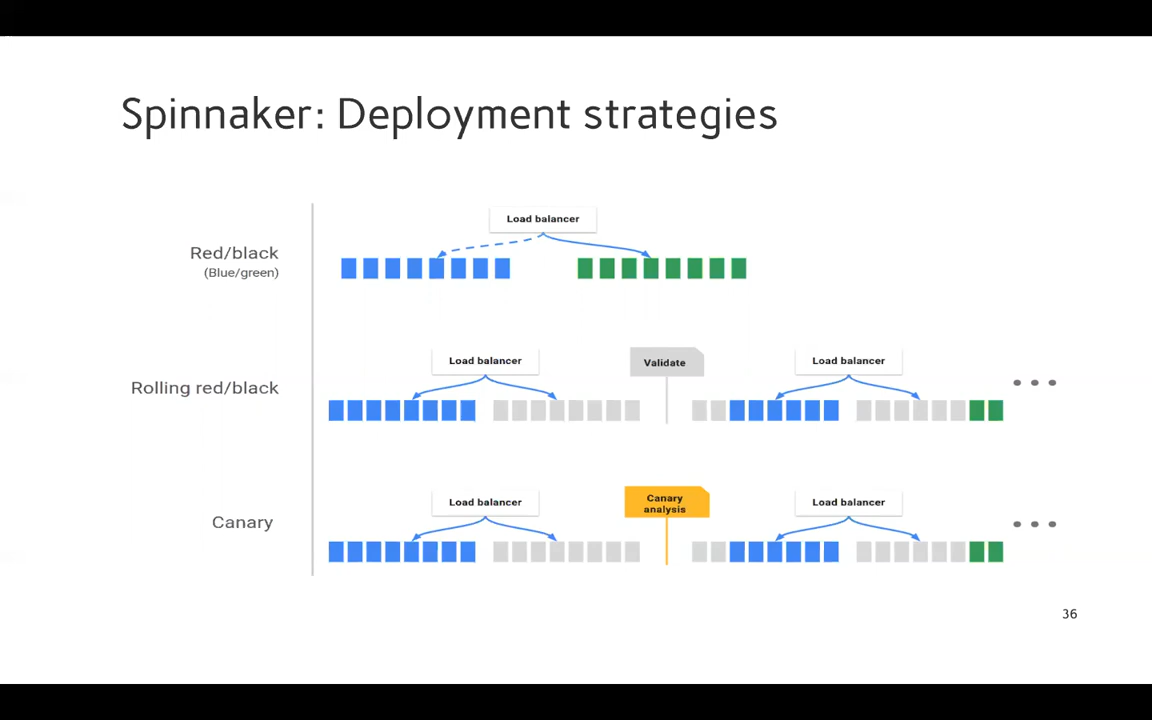 Spinnaker: Deployment strategies
Load balancer
Red/black
(Blue/green)
Load balancer
Validate
Load balancer
Rolling red/black
Load balancer
Canary
analysis
Load balancer
Canary
36